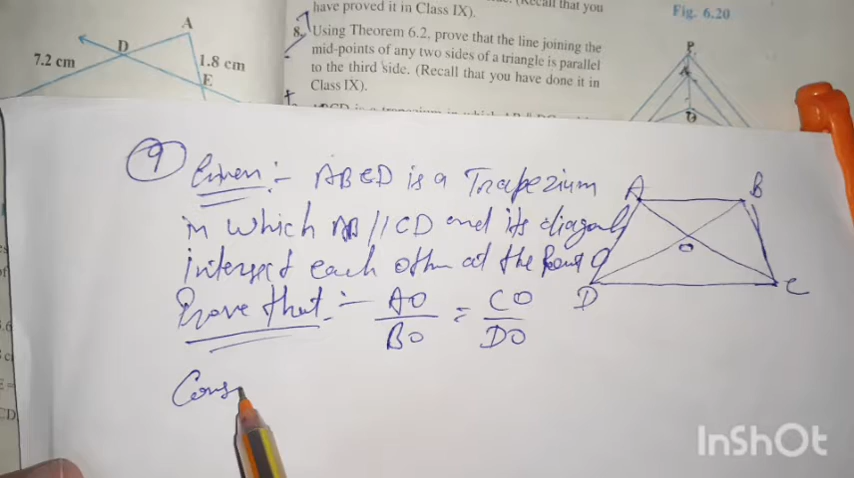 have proved it in Class IX).
8. Using Theorem 6.2, prove that the line joining the
mid-points of any two sides of a triangle is parallel
to the third side. (Recall that you have done it in
Class IX).
Fig. 6.20
A
D
7.2 cm
1.8 cm
E
P
A
9 Given:- ABCD is a Trapezium
in which AB//CD and its diagonals
intersect each other at the Point O
Prove that:- AO/BO = CO/DO
Cons
A
B
O
D
C
InShOt